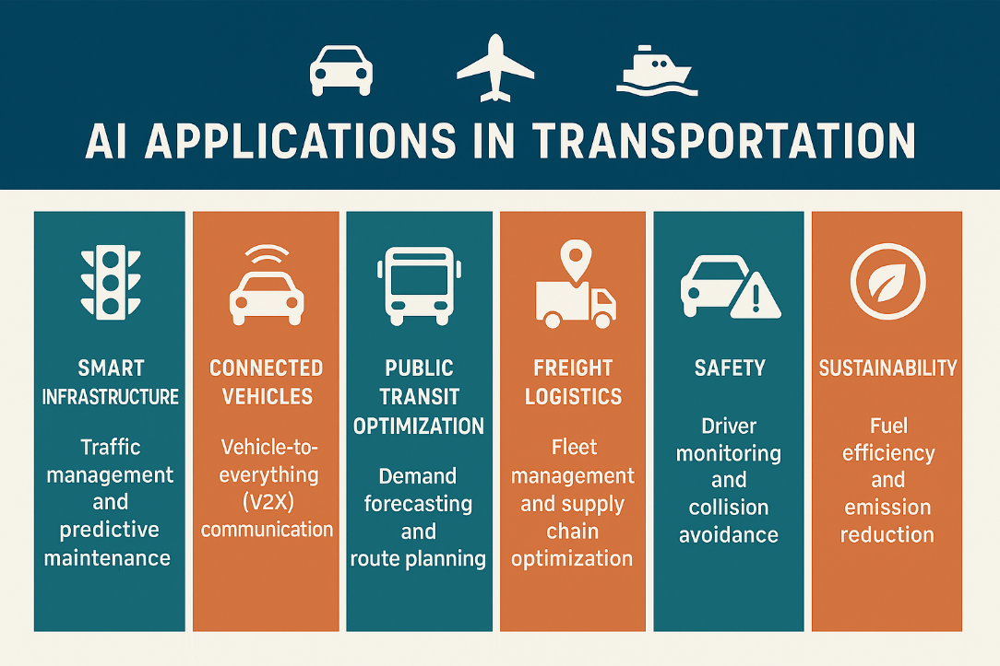 AI APPLICATIONS IN TRANSPORTATION
SMART
INFRASTRUCTURE
Traffic
management
and
predictive
maintenance
CONNECTED
VEHICLES
Vehicle-to-
everything
(V2X)
communication
PUBLIC
TRANSIT
OPTIMIZATION
Demand
forecasting
and
route planning
FREIGHT
LOGISTICS
Fleet
management
and supply
chain
optimization
SAFETY
Driver
monitoring
and
collision
avoidance
SUSTAINABILITY
Fuel
efficiency
and
emission
reduction